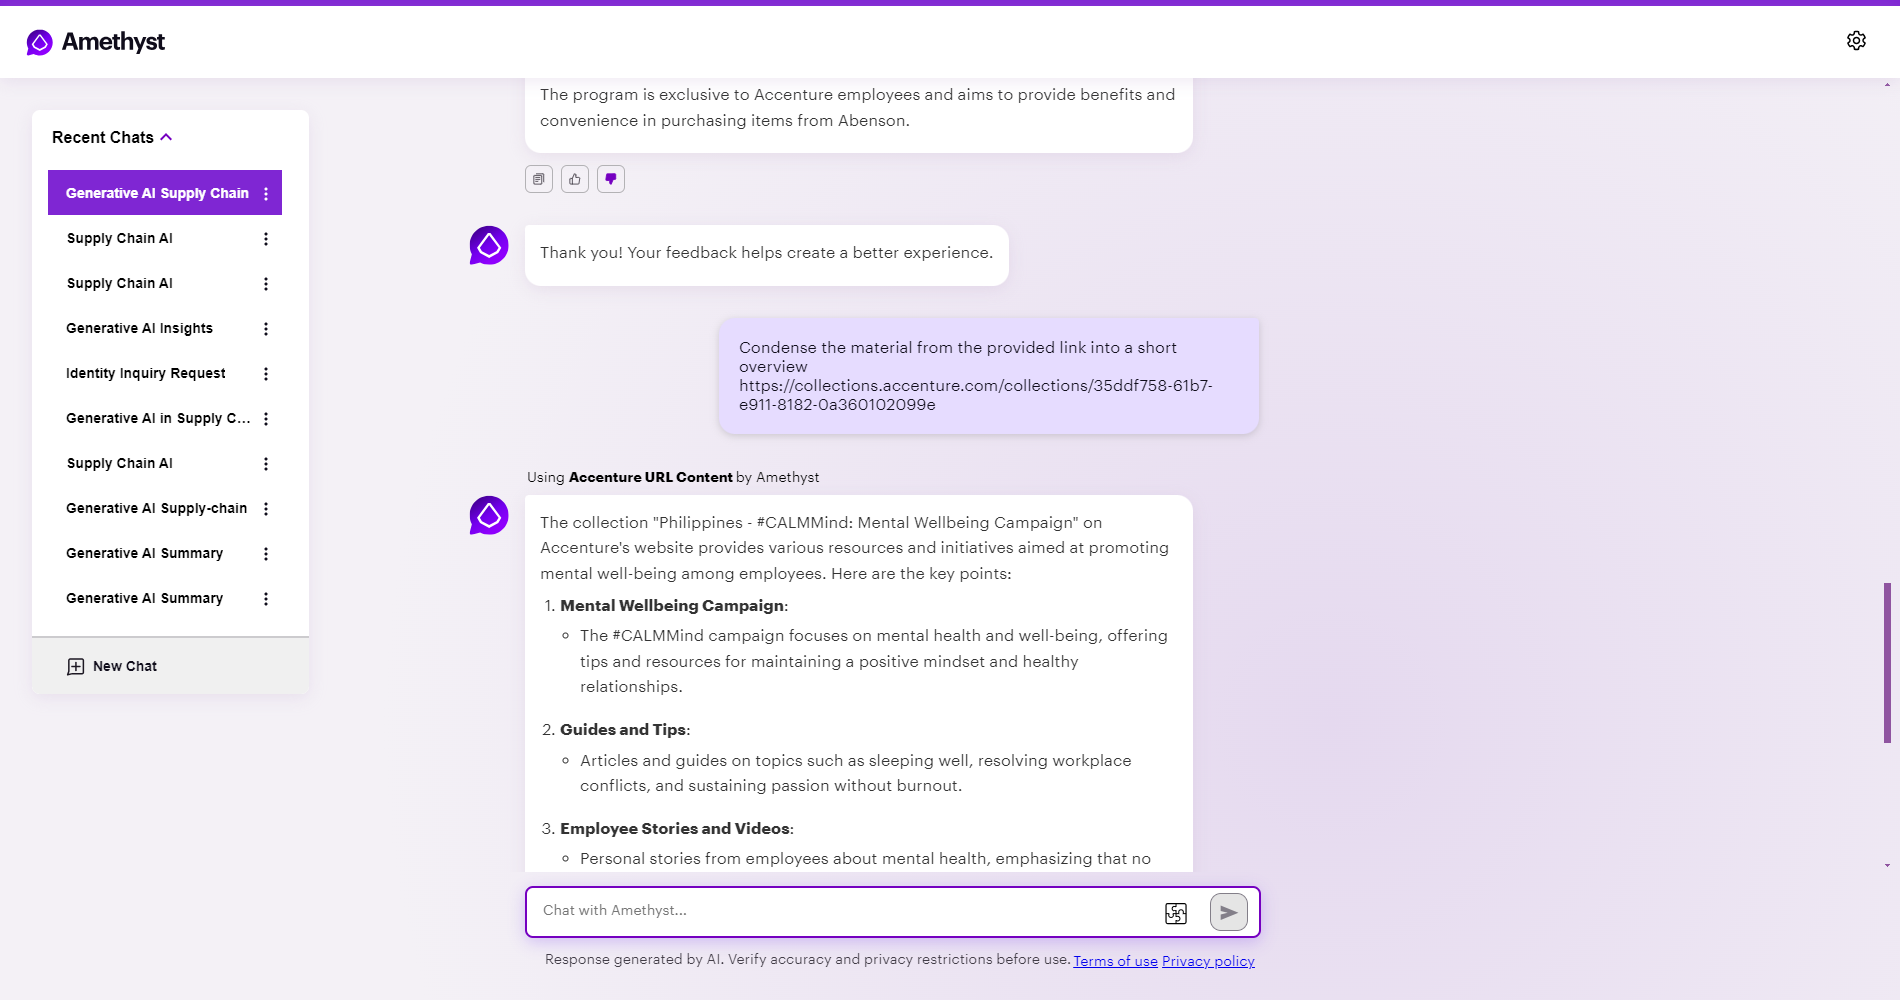 Amethyst
Recent Chats
Generative AI Supply Chain
Supply Chain AI
Supply Chain AI
Generative AI Insights
Identity Inquiry Request
Generative AI in Supply C...
Supply Chain AI
Generative AI Supply-chain
Generative AI Summary
Generative AI Summary
New Chat
The program is exclusive to Accenture employees and aims to provide benefits and
convenience in purchasing items from Abenson.
Thank you! Your feedback helps create a better experience.
Condense the material from the provided link into a short
overview
https://collections.accenture.com/collections/35ddf758-61b7-
e911-8182-0a360102099e
Using Accenture URL Content by Amethyst
The collection "Philippines - #CALMMind: Mental Wellbeing Campaign" on
Accenture's website provides various resources and initiatives aimed at promoting
mental well-being among employees. Here are the key points:
1. Mental Wellbeing Campaign:
The #CALMMind campaign focuses on mental health and well-being, offering
tips and resources for maintaining a positive mindset and healthy
relationships.
2. Guides and Tips:
Articles and guides on topics such as sleeping well, resolving workplace
conflicts, and sustaining passion without burnout.
3. Employee Stories and Videos:
Personal stories from employees about mental health, emphasizing that no
Chat with Amethyst...
Response generated by AI. Verify accuracy and privacy restrictions before use. Terms of use Privacy policy